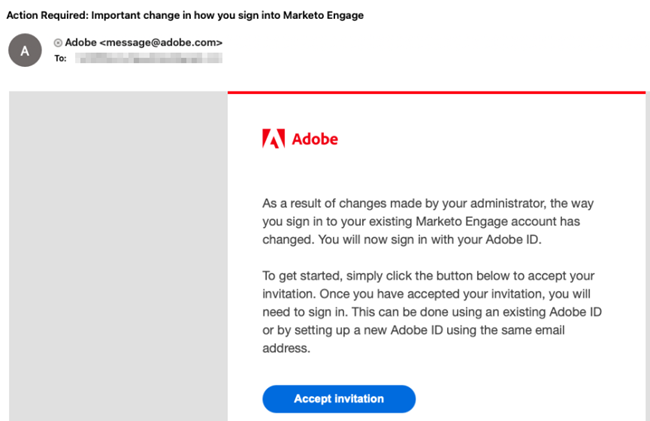 Action Required: Important change in how you sign into Marketo Engage
A
Adobe <message@adobe.com>
To:
Adobe
As a result of changes made by your administrator, the way
you sign in to your existing Marketo Engage account has
changed. You will now sign in with your Adobe ID.
To get started, simply click the button below to accept your
invitation. Once you have accepted your invitation, you will
need to sign in. This can be done using an existing Adobe ID
or by setting up a new Adobe ID using the same email
address.
Accept invitation